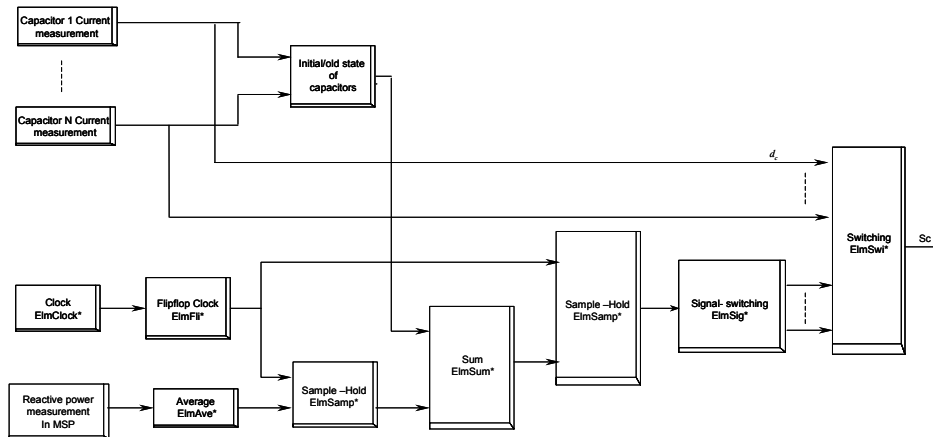 Capacitor 1 Current
measurement
Initial/old state
of
capacitors
Capacitor N Current
measurement
d_c
Switching
ElmSwi*
Sc
Clock
ElmClock*
Flipflop Clock
ElmFli*
Sample –Hold
ElmSamp*
Signal- switching
ElmSig*
Sum
ElmSum*
Sample –Hold
ElmSamp*
Reactive power
measurement
In MSP
Average
ElmAve*